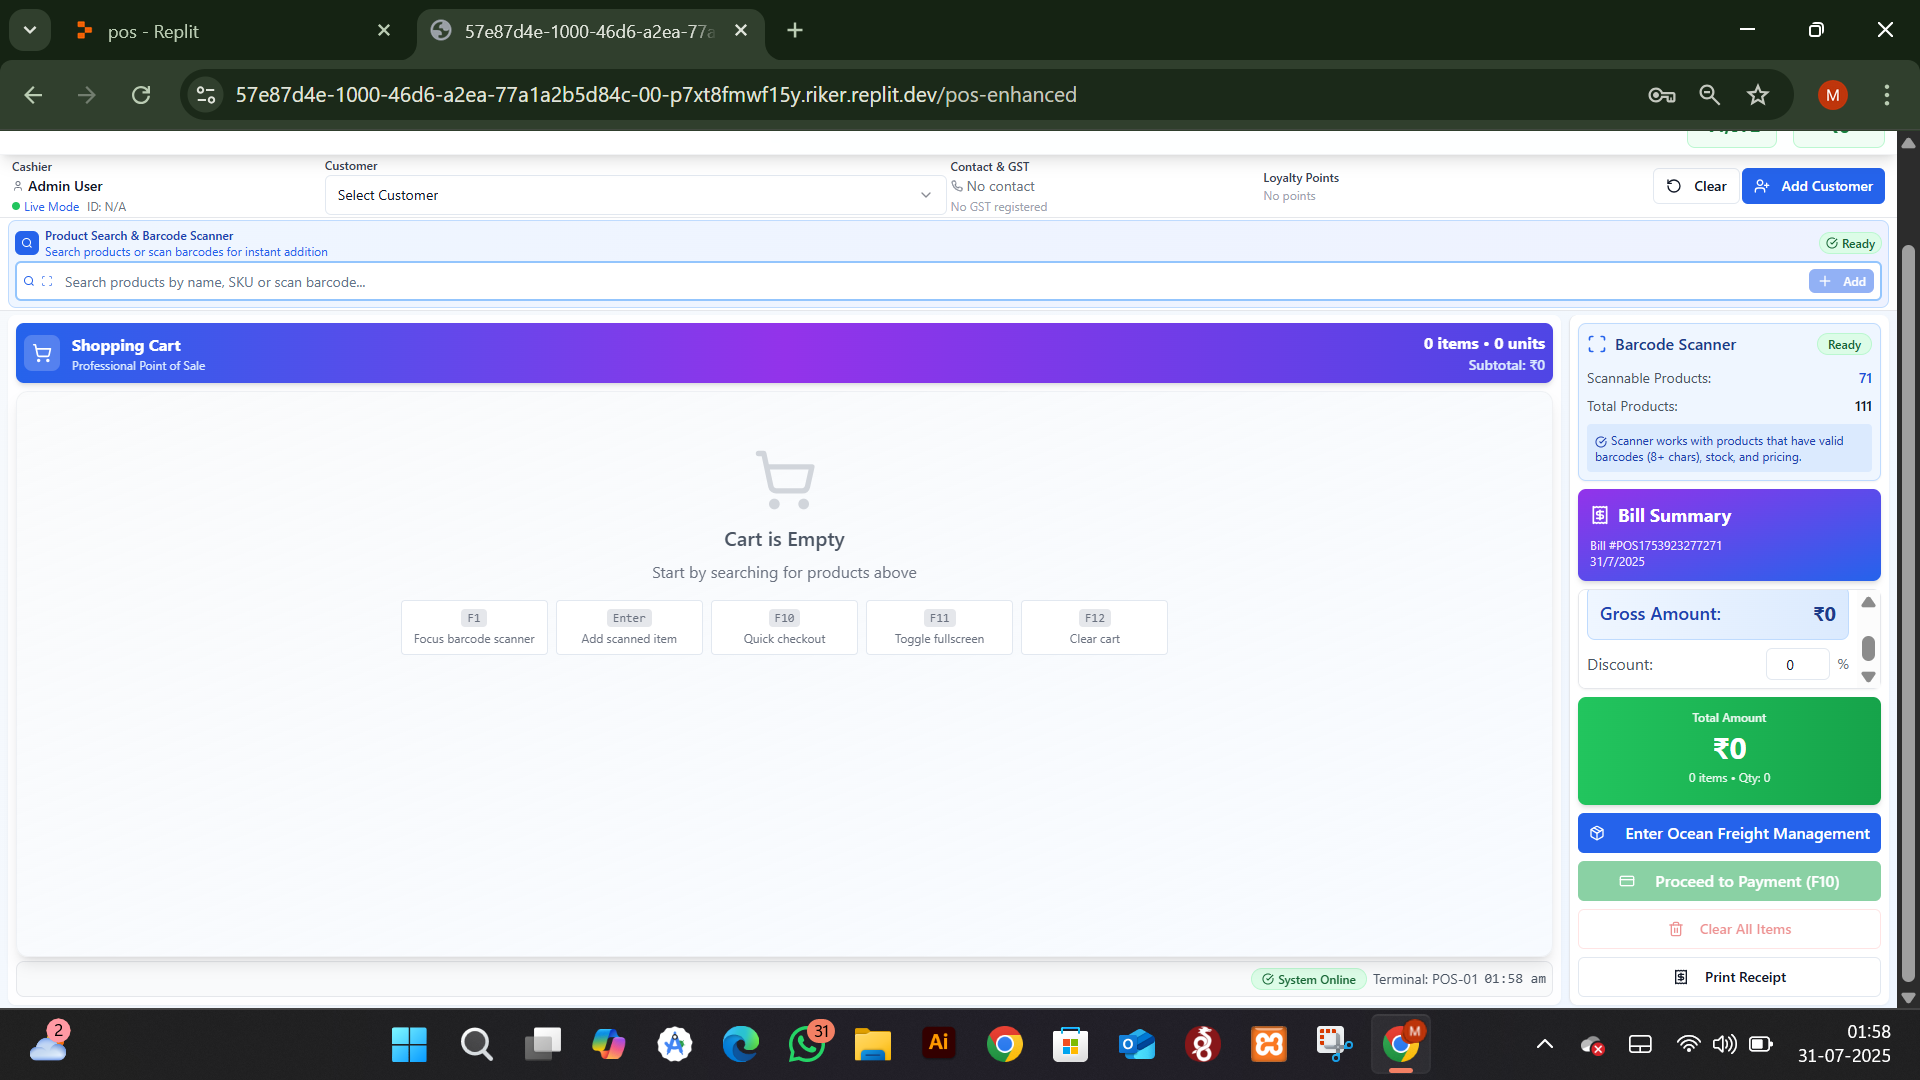 pos - Replit
57e87d4e-1000-46d6-a2ea-77a
57e87d4e-1000-46d6-a2ea-77a1a2b5d84c-00-p7xt8fmwf15y.riker.replit.dev/pos-enhanced
M
Cashier
Admin User
Live Mode ID: N/A
Customer
Select Customer
Contact & GST
No contact
No GST registered
Loyalty Points
No points
Clear
Add Customer
Product Search & Barcode Scanner
Search products or scan barcodes for instant addition
Ready
Search products by name, SKU or scan barcode...
Add
Shopping Cart
Professional Point of Sale
0 items • 0 units
Subtotal: ₹0
Cart is Empty
Start by searching for products above
F1
Focus barcode scanner
Enter
Add scanned item
F10
Quick checkout
F11
Toggle fullscreen
F12
Clear cart
System Online
Terminal: POS-01 01:58 am
Barcode Scanner
Ready
Scannable Products: 71
Total Products: 111
Scanner works with products that have valid
barcodes (8+ chars), stock, and pricing.
Bill Summary
Bill #POS1753923277271
31/7/2025
Gross Amount: ₹0
Discount: 0 %
Total Amount
₹0
0 items • Qty: 0
Enter Ocean Freight Management
Proceed to Payment (F10)
Clear All Items
Print Receipt
2
31
Ai
M
01:58
31-07-2025